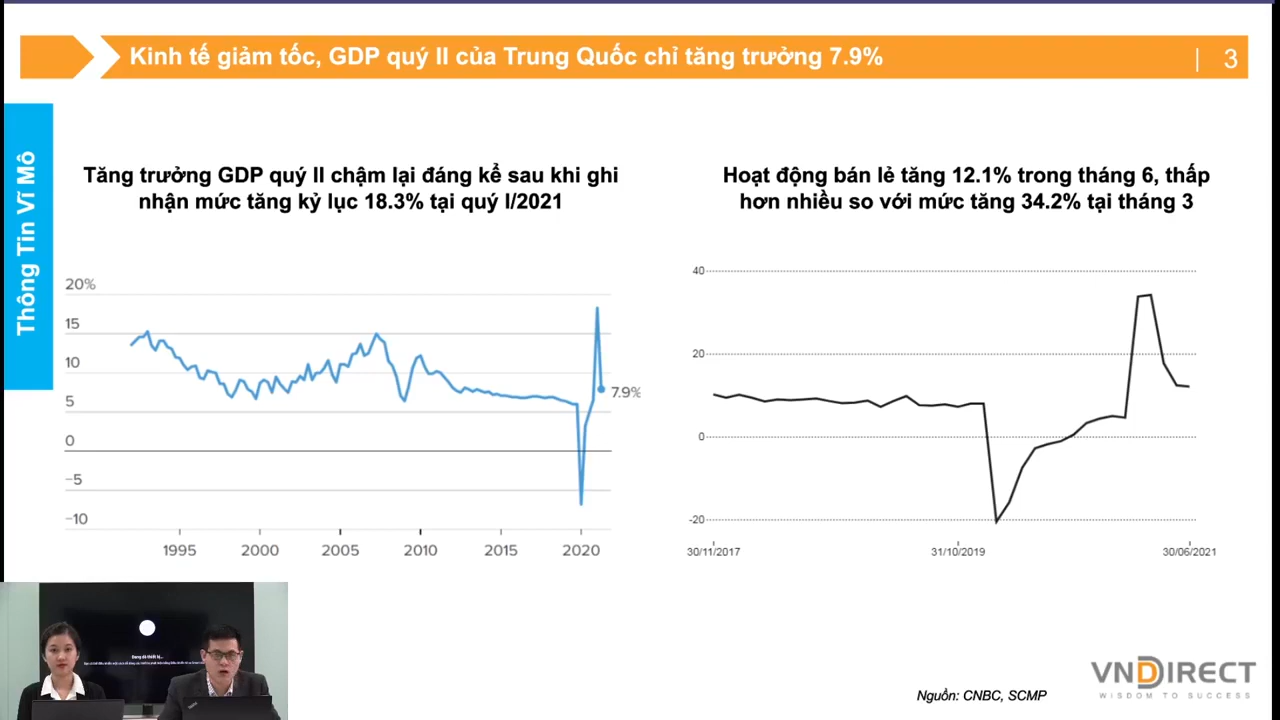 Kinh tế giảm tốc, GDP quý II của Trung Quốc chỉ tăng trưởng 7.9%
| 3
Thông Tin Vĩ Mô
Tăng trưởng GDP quý II chậm lại đáng kể sau khi ghi
nhận mức tăng kỷ lục 18.3% tại quý I/2021
20%
15
10
5
0
−5
−10
7.9%
1995 2000 2005 2010 2015 2020
Hoạt động bán lẻ tăng 12.1% trong tháng 6, thấp
hơn nhiều so với mức tăng 34.2% tại tháng 3
40
20
0
-20
30/11/2017 31/10/2019 30/06/2021
Nguồn: CNBC, SCMP
VNDIRECT
WISDOM TO SUCCESS